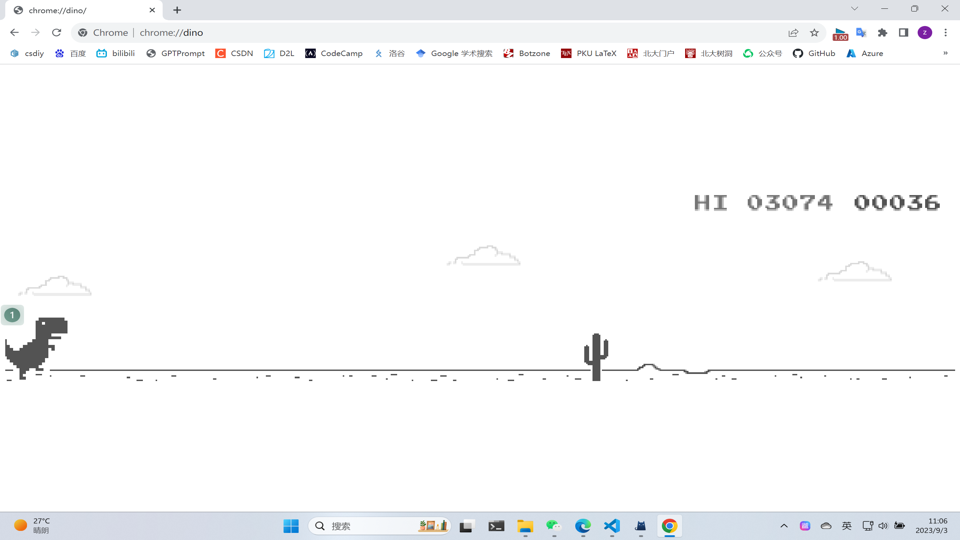 chrome://dino/
Chrome | chrome://dino
1.00
z
csdiy 百度 bilibili GPTPrompt CSDN D2L CodeCamp 洛谷 Google 学术搜索 Botzone PKU LaTeX 北大门户 北大树洞 公众号 GitHub Azure »
HI 03074 00036
1
27°C
晴朗
搜索
英
11:06
2023/9/3